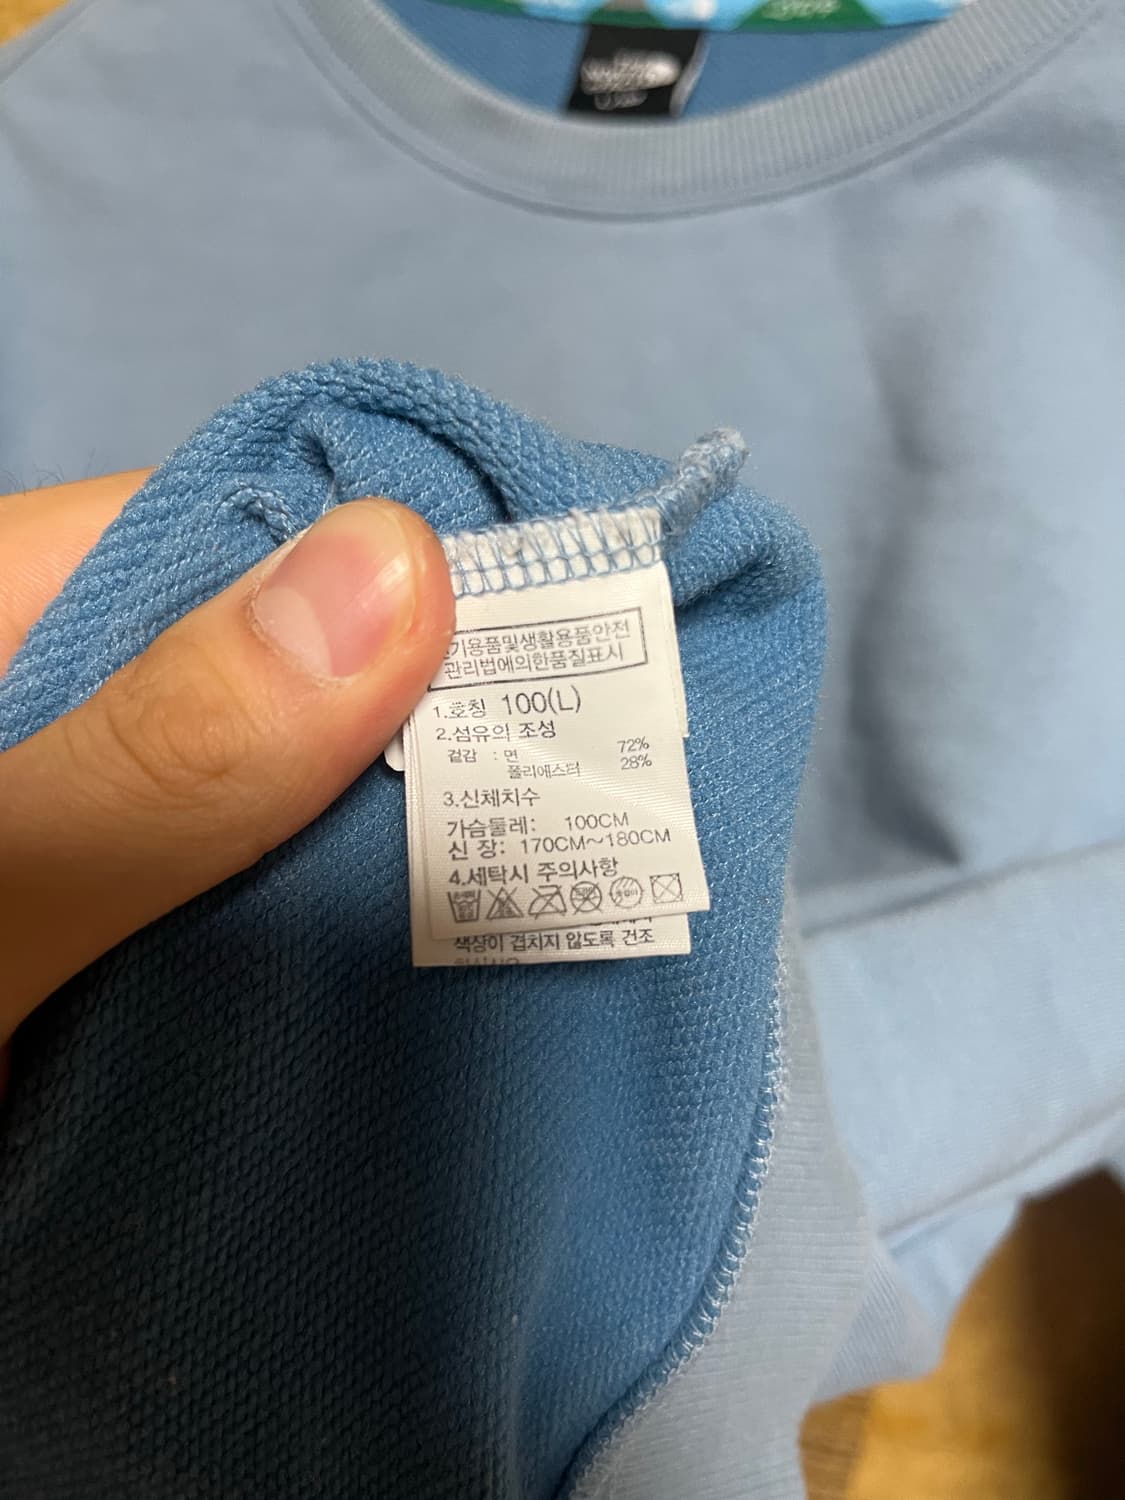 기용품및생활용품안전
관리법에의한품질표시
1.호칭 100(L)
2.섬유의 조성
겉감 : 면 72%
폴리에스터 28%
3.신체치수
가슴둘레: 100CM
신 장: 170CM~180CM
4.세탁시 주의사항
색상이 겹치지 않도록 건조